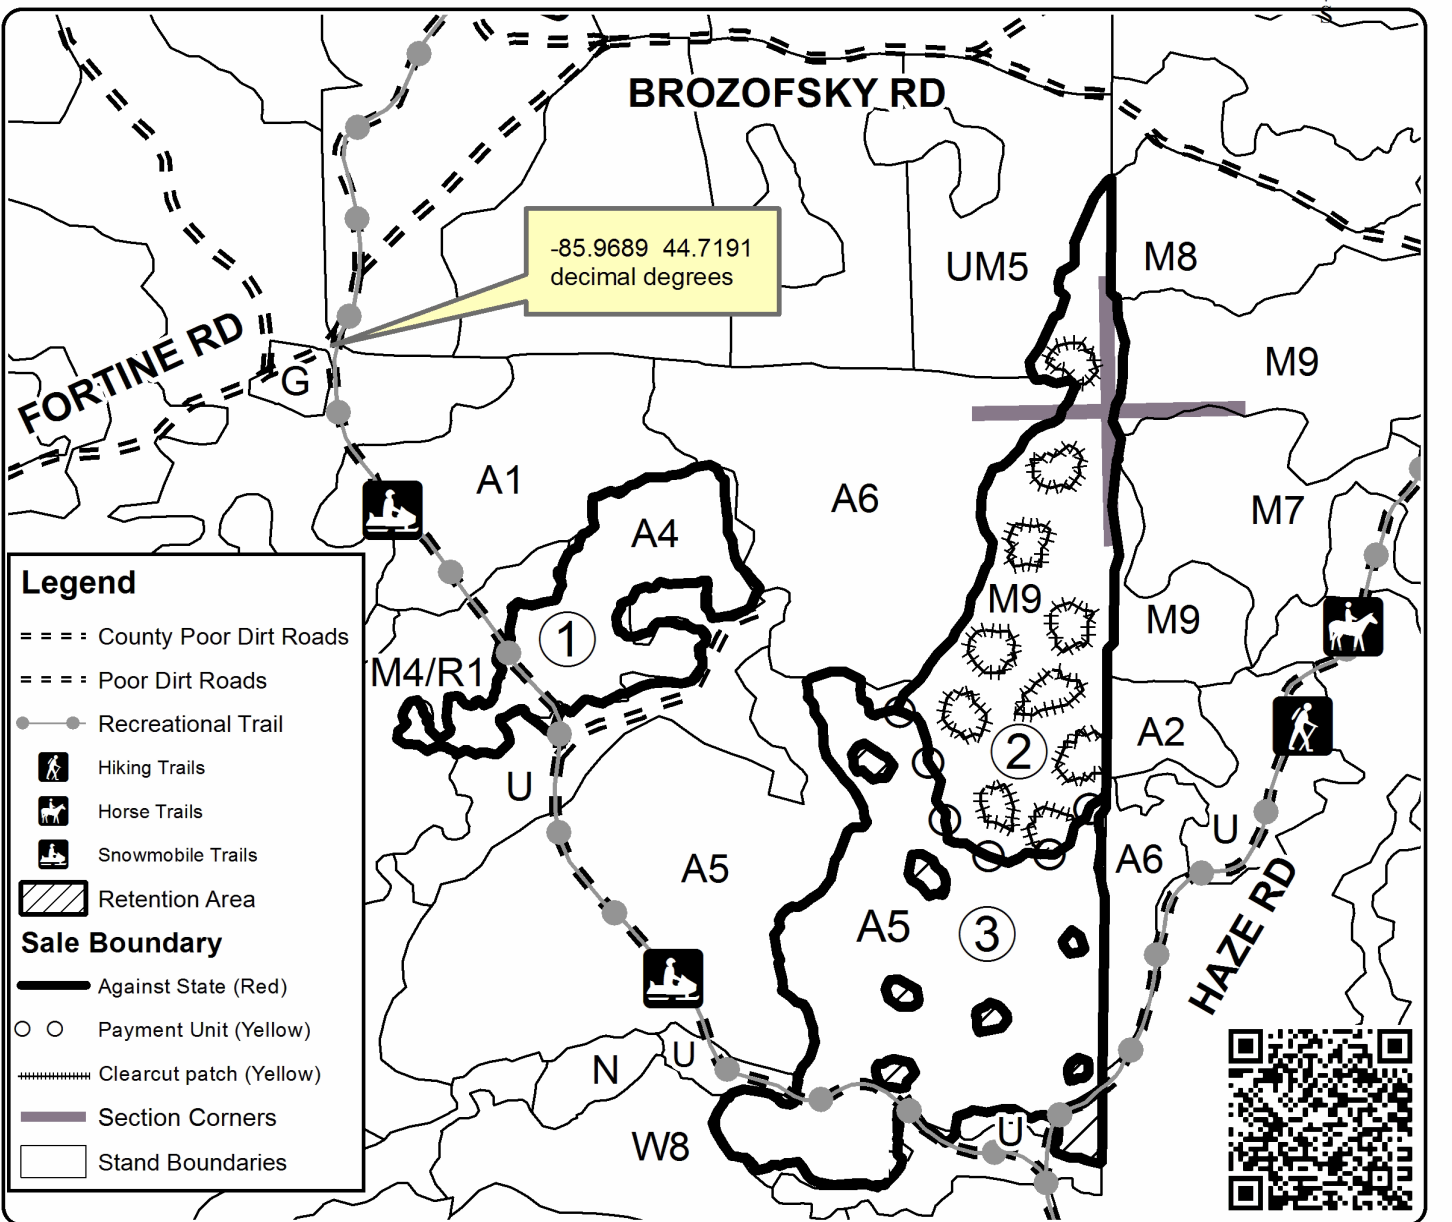 S
BROZOFSKY RD
-85.9689 44.7191
decimal degrees
UM5
M8
FORTINE RD
G
M9
A1
A6
A4
M7
M9
M9
1
M4/R1
2
A2
U
U
A6
A5
A5
3
HAZE RD
N
U
U
W8
Legend
County Poor Dirt Roads
Poor Dirt Roads
Recreational Trail
Hiking Trails
Horse Trails
Snowmobile Trails
Retention Area
Sale Boundary
Against State (Red)
Payment Unit (Yellow)
Clearcut patch (Yellow)
Section Corners
Stand Boundaries